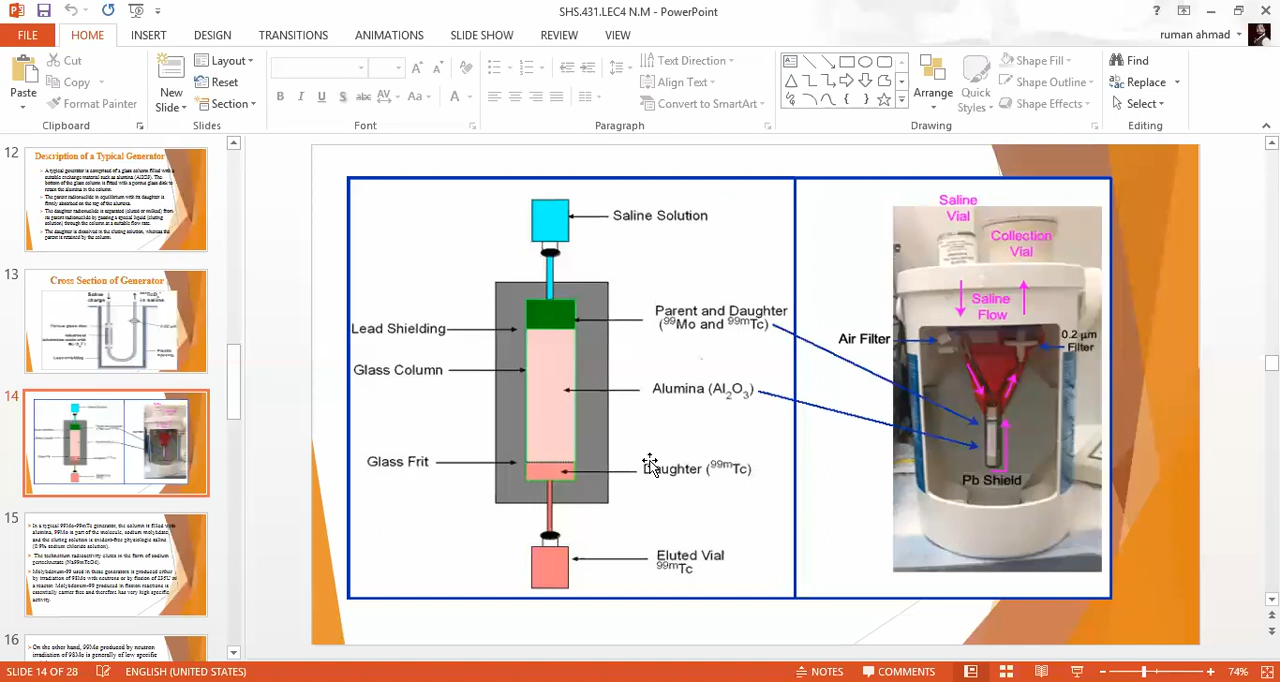 SHS.431.LEC4 N.M - PowerPoint
FILE
HOME
INSERT
DESIGN
TRANSITIONS
ANIMATIONS
SLIDE SHOW
REVIEW
VIEW
ruman ahmad
Paste
Cut
Copy
Format Painter
Clipboard
New Slide
Layout
Reset
Section
Slides
Font
Text Direction
Align Text
Convert to SmartArt
Paragraph
Arrange
Quick Styles
Shape Fill
Shape Outline
Shape Effects
Drawing
Find
Replace
Select
Editing
12
Description of a Typical Generator
13
Cross Section of Generator
14
15
16
Saline Solution
Parent and Daughter
(99Mo and 99mTc)
Lead Shielding
Glass Column
Alumina (Al2O3)
Glass Frit
Daughter (99mTc)
Eluted Vial
99mTc
Saline
Vial
Collection
Vial
Saline
Flow
Air Filter
0.2 µm
Filter
Pb Shield
SLIDE 14 OF 28
ENGLISH (UNITED STATES)
NOTES
COMMENTS
74%